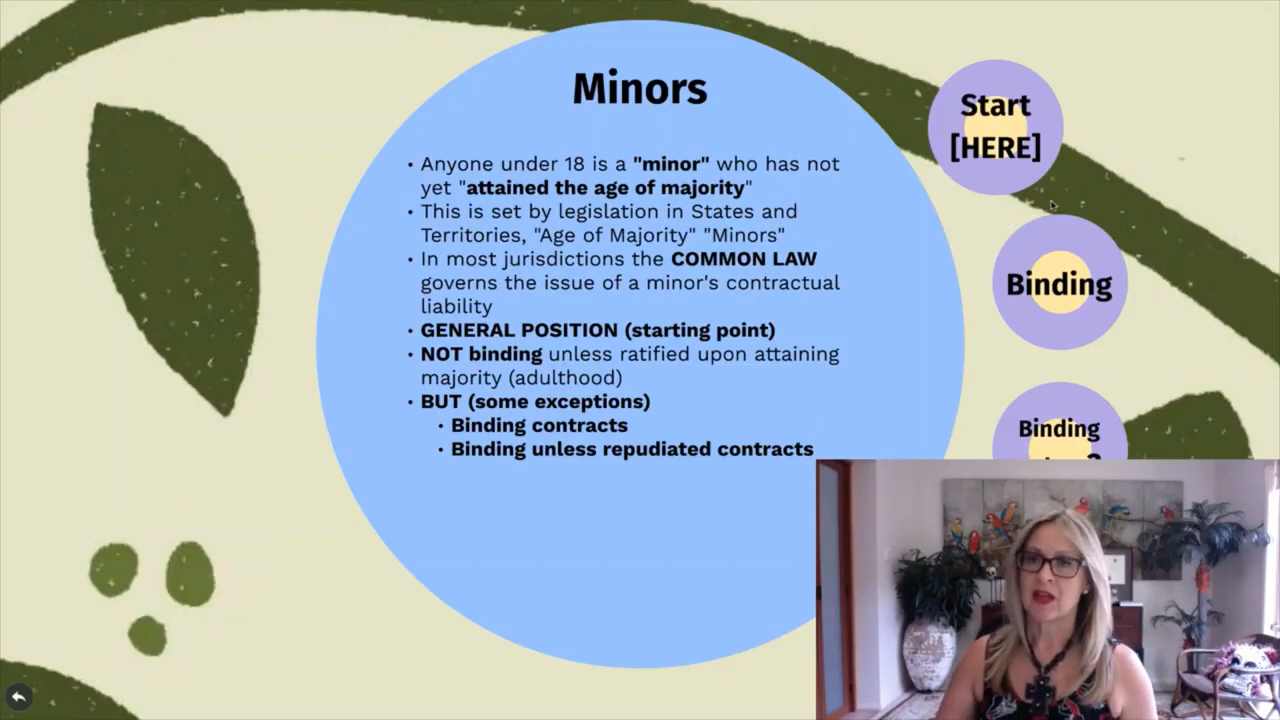 Minors
• Anyone under 18 is a "minor" who has not
yet "attained the age of majority"
• This is set by legislation in States and
Territories, "Age of Majority" "Minors"
• In most jurisdictions the COMMON LAW
governs the issue of a minor's contractual
liability
• GENERAL POSITION (starting point)
• NOT binding unless ratified upon attaining
majority (adulthood)
• BUT (some exceptions)
• Binding contracts
• Binding unless repudiated contracts
Start
[HERE]
Binding
Binding